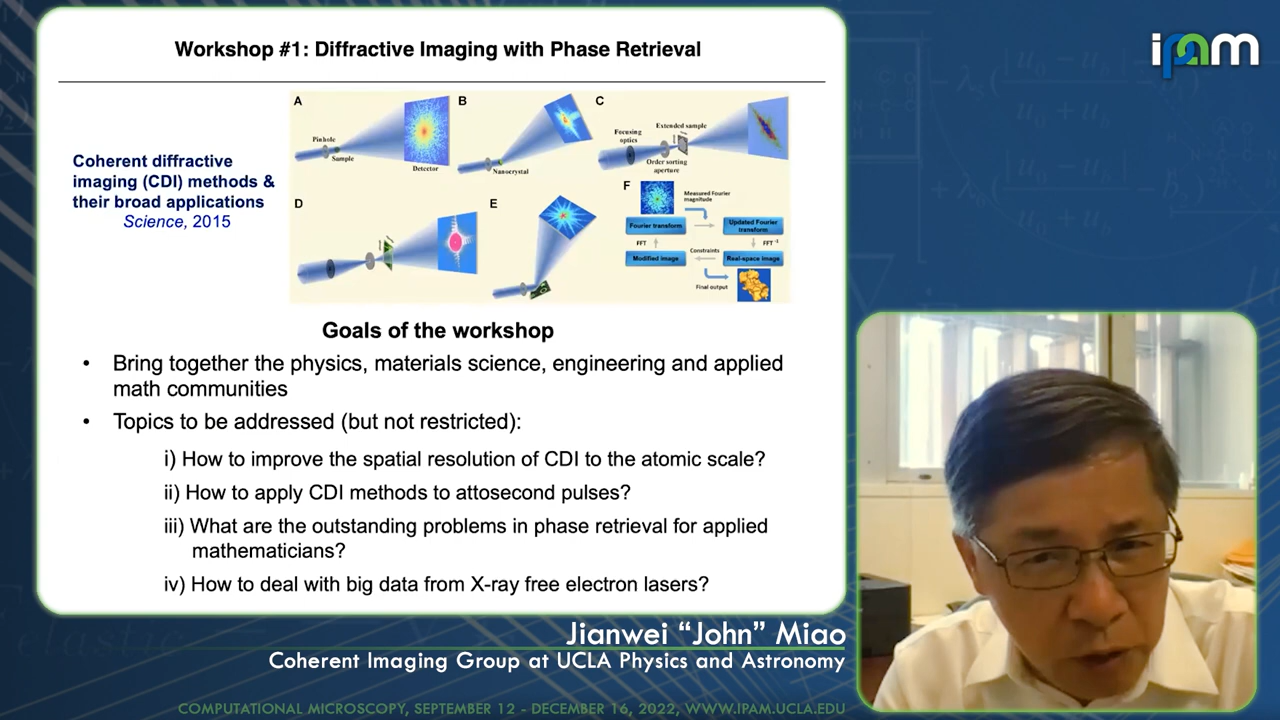 Workshop #1: Diffractive Imaging with Phase Retrieval
ipam
Coherent diffractive
imaging (CDI) methods &
their broad applications
Science, 2015
A
Pinhole
Sample
Detector
B
Nanocrystal
C
Focusing
optics
Extended sample
Order sorting
aperture
D
E
F
Measured Fourier
magnitude
Fourier transform
Updated Fourier
transform
FFT
FFT⁻¹
Constraints
Modified image
Real-space image
Final output
Goals of the workshop
• Bring together the physics, materials science, engineering and applied
math communities
• Topics to be addressed (but not restricted):
i) How to improve the spatial resolution of CDI to the atomic scale?
ii) How to apply CDI methods to attosecond pulses?
iii) What are the outstanding problems in phase retrieval for applied
mathematicians?
iv) How to deal with big data from X-ray free electron lasers?
Jianwei “John” Miao
Coherent Imaging Group at UCLA Physics and Astronomy
COMPUTATIONAL MICROSCOPY, SEPTEMBER 12 - DECEMBER 16, 2022, WWW.IPAM.UCLA.EDU